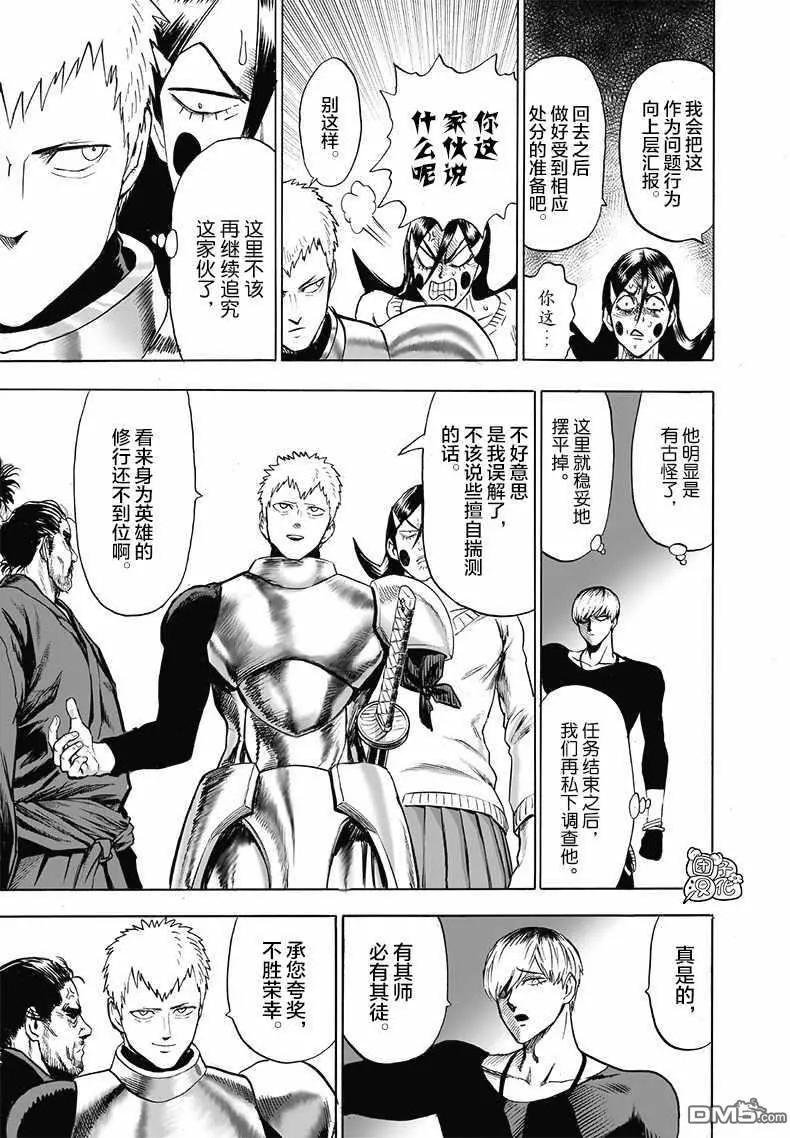 我会把这
作为问题行为
向上层汇报。
回去之后
做好受到相应
处分的准备吧。
你这…
你这
家伙说
什么呢
别这样。
这里不该
再继续追究
这家伙了，
他明显是
有古怪了，
这里就稳妥地
摆平掉。
任务结束之后，
我们再私下调查他。
不好意思
是我误解了，
不该说些擅自揣测
的话。
看来身为英雄的
修行还不到位啊。
真是的，
有其师
必有其徒。
承您夸奖，
不胜荣幸。
DM5.com